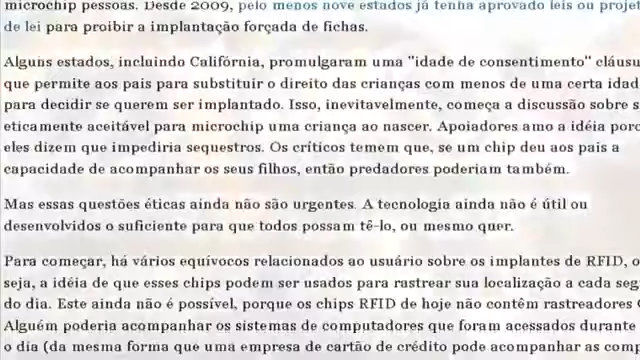 microchip pessoas. Desde 2009, pelo menos nove estados já tenha aprovado leis ou
de lei para proibir a implantação forçada de fichas.
Alguns estados, incluindo Califórnia, promulgaram uma "idade de consentimento"
que permite aos pais para substituir o direito das crianças com menos de uma certa
para decidir se querem ser implantado. Isso, inevitavelmente, começa a discussão sobre
eticamente aceitável para microchip uma criança ao nascer. Apoiadores amo a idéia
eles dizem que impediria sequestros. Os críticos temem que, se um chip deu aos pais a
capacidade de acompanhar os seus filhos, então predadores poderiam também.
Mas essas questões éticas ainda não são urgentes. A tecnologia ainda não é útil ou
desenvolvidos o suficiente para que todos possam tê-lo, ou mesmo quer.
Para começar, há vários equívocos relacionados ao usuário sobre os implantes de RFID,
seja, a idéia de que esses chips podem ser usados para rastrear sua localização a cada
do dia. Este ainda não é possível, porque os chips RFID de hoje não contêm rastreadores
Alguém poderia acompanhar os sistemas de computadores que foram acessados durante
o dia (da mesma forma que uma empresa de cartão de crédito pode acompanhar as